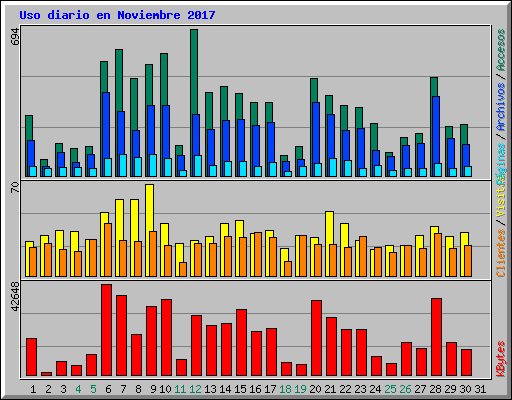 Uso diario en Noviembre 2017
694
70
42648
Clientes / Visitas
Páginas / Archivos / Accesos
KBytes
1 2 3 4 5 6 7 8 9 10 11 12 13 14 15 16 17 18 19 20 21 22 23 24 25 26 27 28 29 30 31